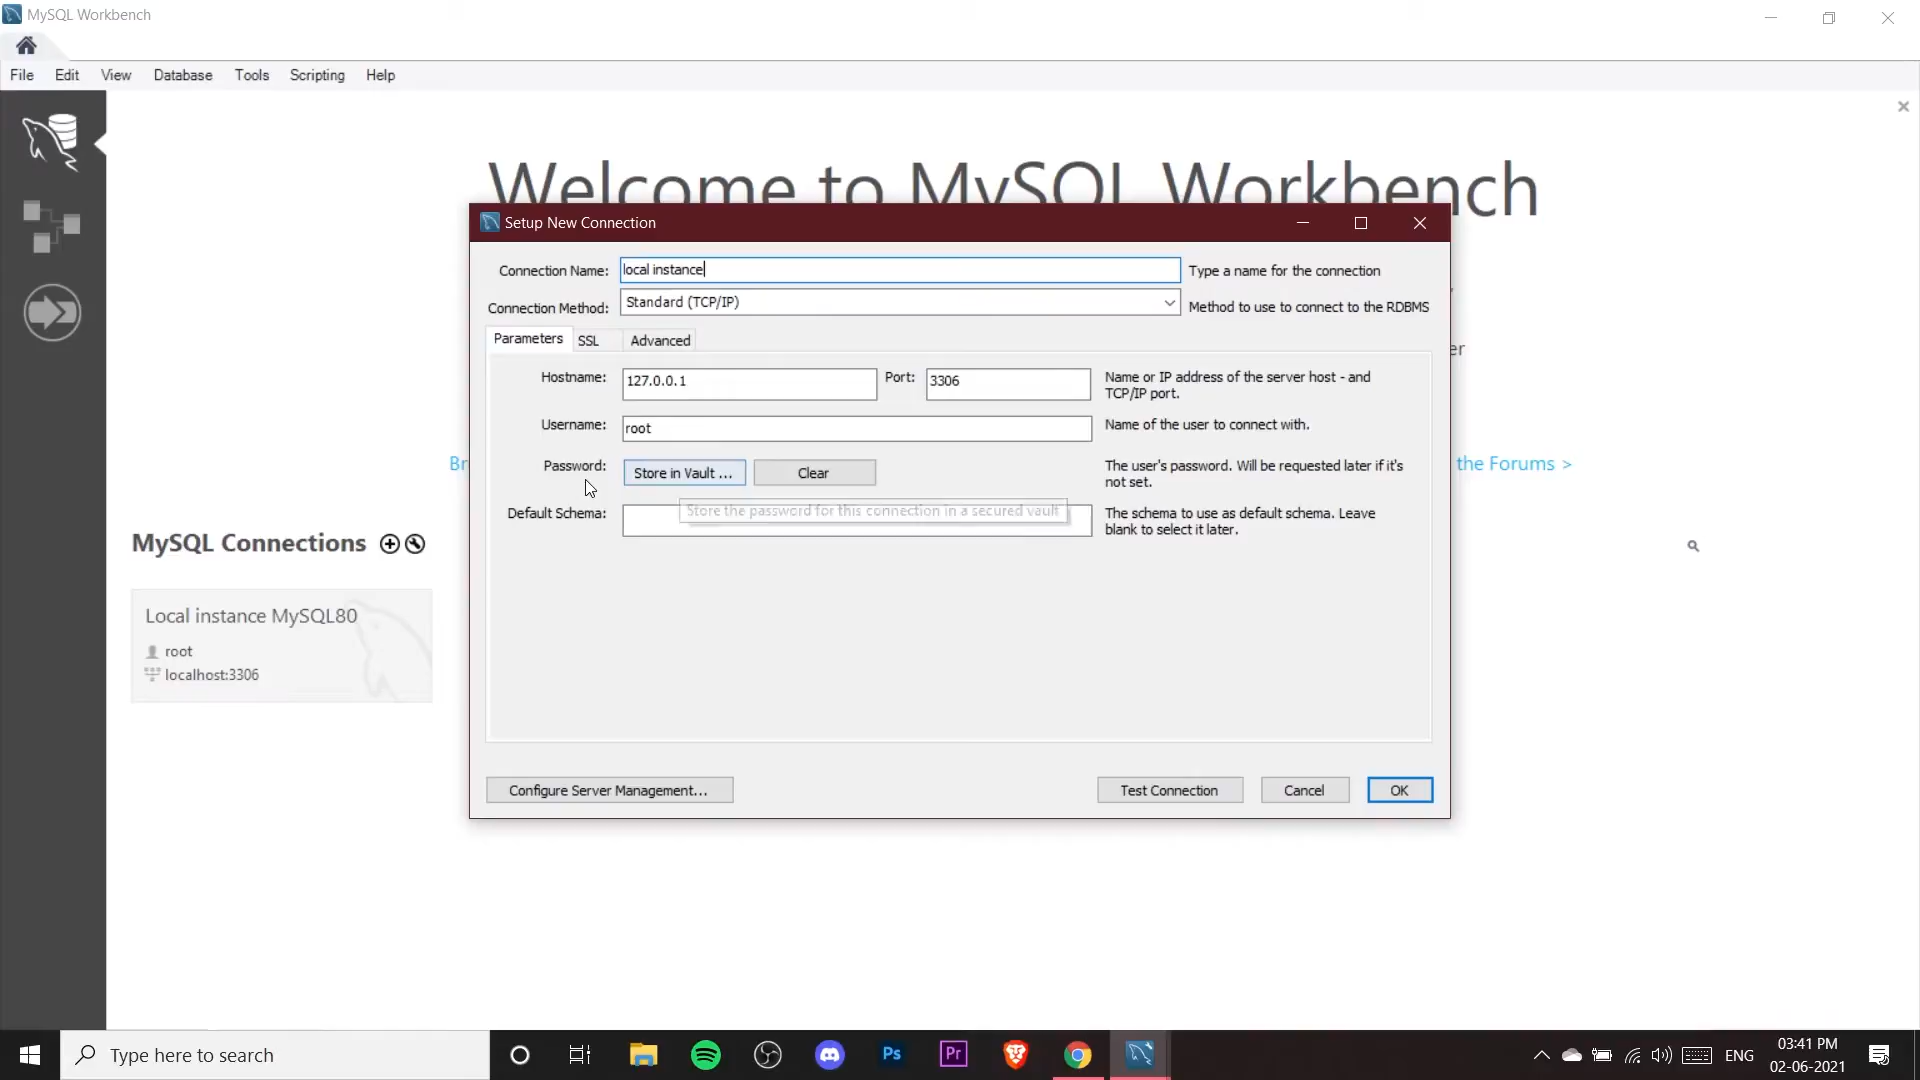 MySQL Workbench
File Edit View Database Tools Scripting Help
Welcome to MySQL Workbench
Setup New Connection
Connection Name: local instance Type a name for the connection
Connection Method: Standard (TCP/IP) Method to use to connect to the RDBMS
Parameters SSL Advanced
er
Hostname: 127.0.0.1 Port: 3306 Name or IP address of the server host - and
TCP/IP port.
Username: root Name of the user to connect with.
Br
the Forums >
Password: Store in Vault ... Clear The user's password. Will be requested later if it's
not set.
Default Schema: The schema to use as default schema. Leave
blank to select it later.
Store the password for this connection in a secured vault
MySQL Connections
Local instance MySQL80
root
localhost:3306
Configure Server Management... Test Connection Cancel OK
Type here to search
Ps
Pr
ENG
03:41 PM
02-06-2021